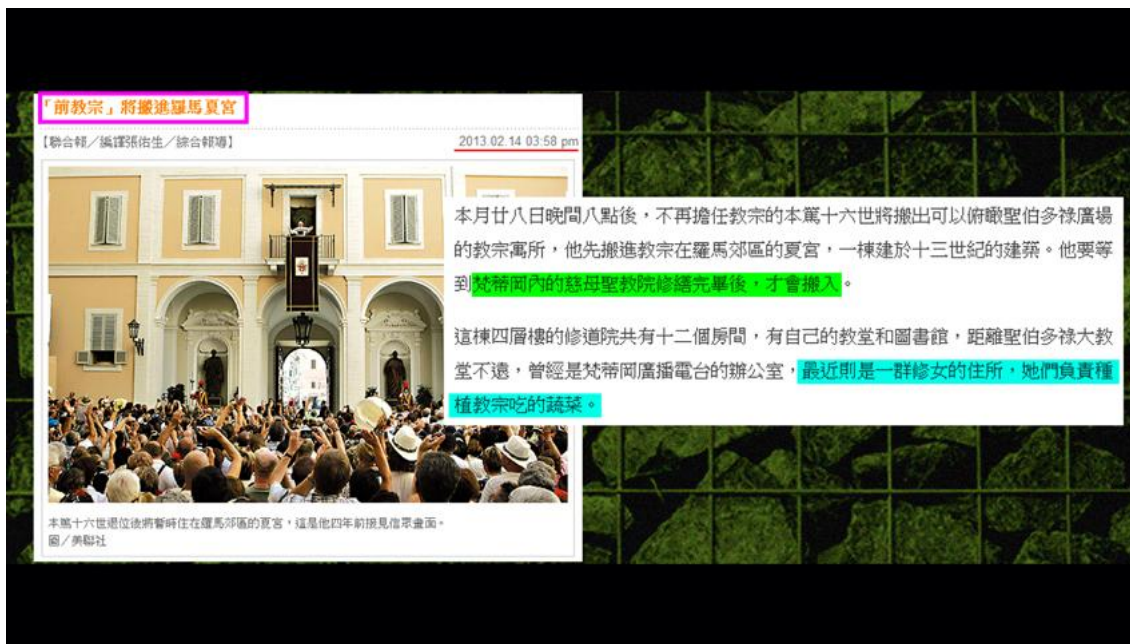 「前教宗」將搬進羅馬夏宮
【聯合報／編譯張佑生／綜合報導】
2013.02.14 03:58 pm
本月廿八日晚間八點後，不再擔任教宗的本篤十六世將搬出可以俯瞰聖伯多祿廣場
的教宗寓所，他先搬進教宗在羅馬郊區的夏宮，一棟建於十三世紀的建築。他要等
到梵蒂岡內的慈母聖教院修繕完畢後，才會搬入。
這棟四層樓的修道院共有十二個房間，有自己的教堂和圖書館，距離聖伯多祿大教
堂不遠，曾經是梵蒂岡廣播電台的辦公室，最近則是一群修女的住所，她們負責種
植教宗吃的蔬菜。
本篤十六世退位後將暫時住在羅馬郊區的夏宮，這是他四年前接見信眾畫面。
圖／美聯社